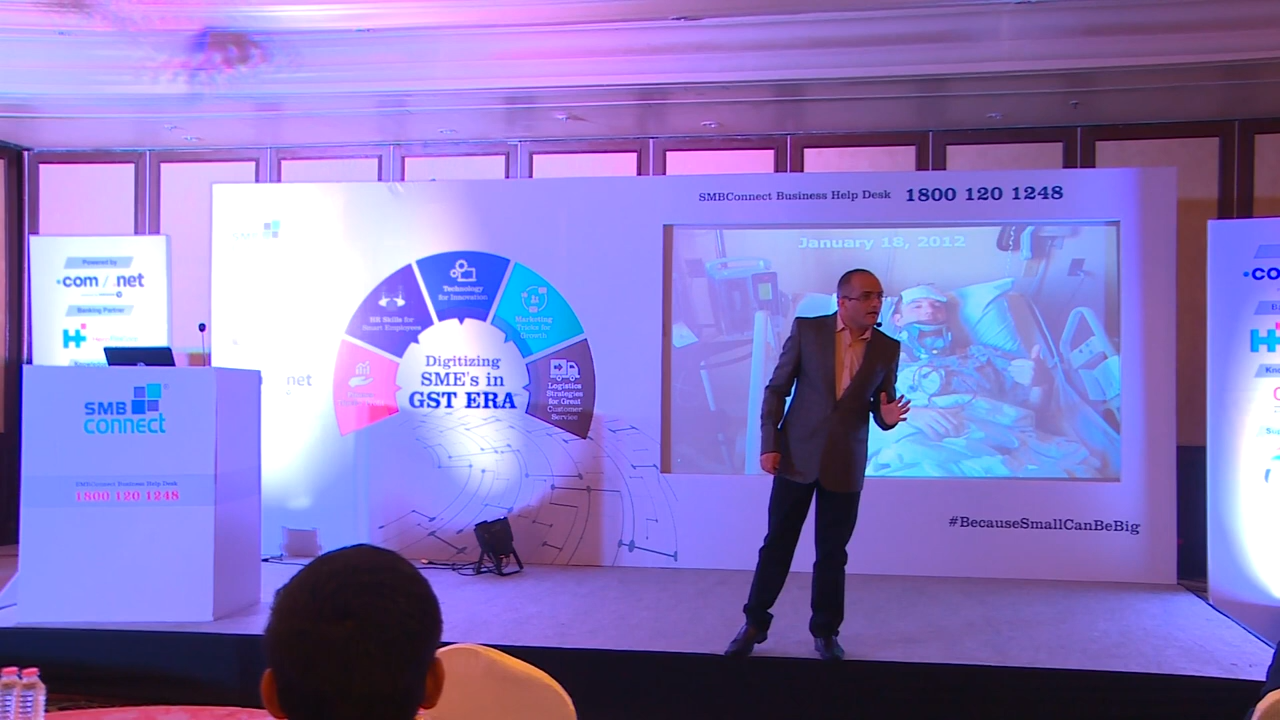 SMBConnect Business Help Desk 1800 120 1248
January 18, 2012
Powered by
.com / .net
Banking Partner
Technology
for Innovation
HR Skills for
Smart Employees
Marketing
Tricks for
Growth
Logistics
Strategies
for Great
Customer
Service
Digitizing
SME's in
GST ERA
net
SMB
connect
SMBConnect Business Help Desk
1800 120 1248
#BecauseSmallCanBeBig
.co